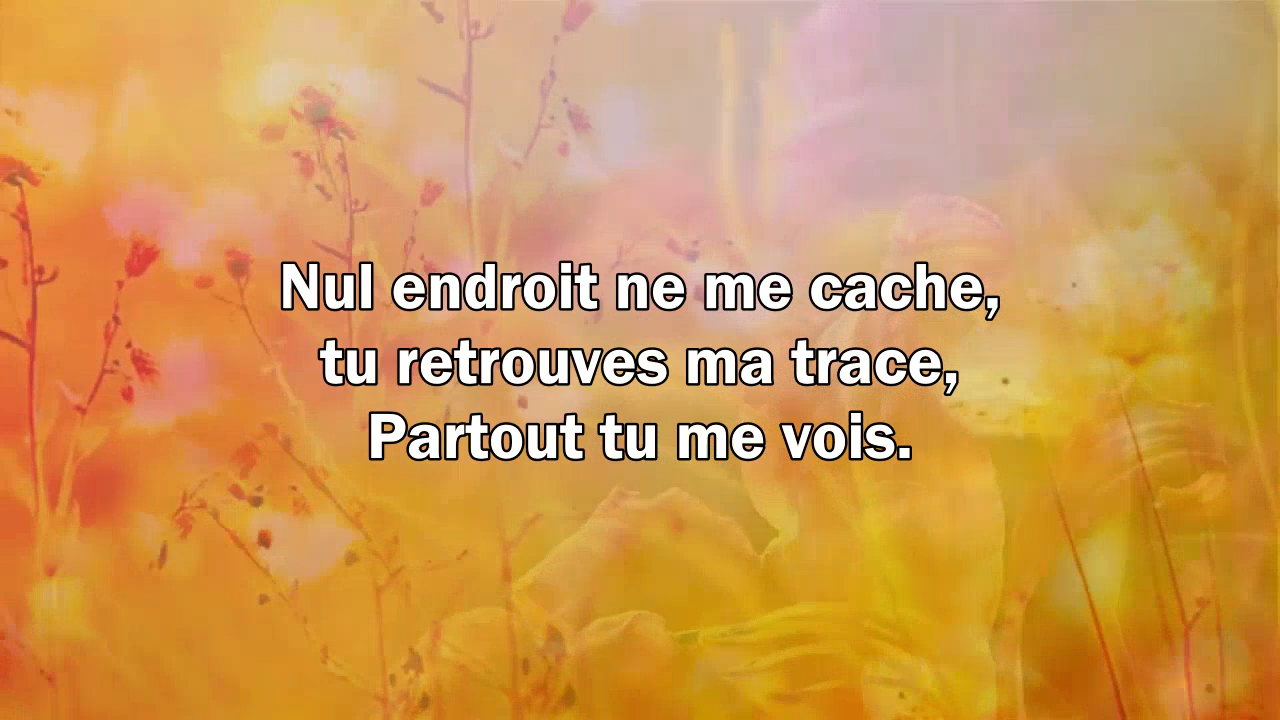 Nul endroit ne me cache,
tu retrouves ma trace,
Partout tu me vois.